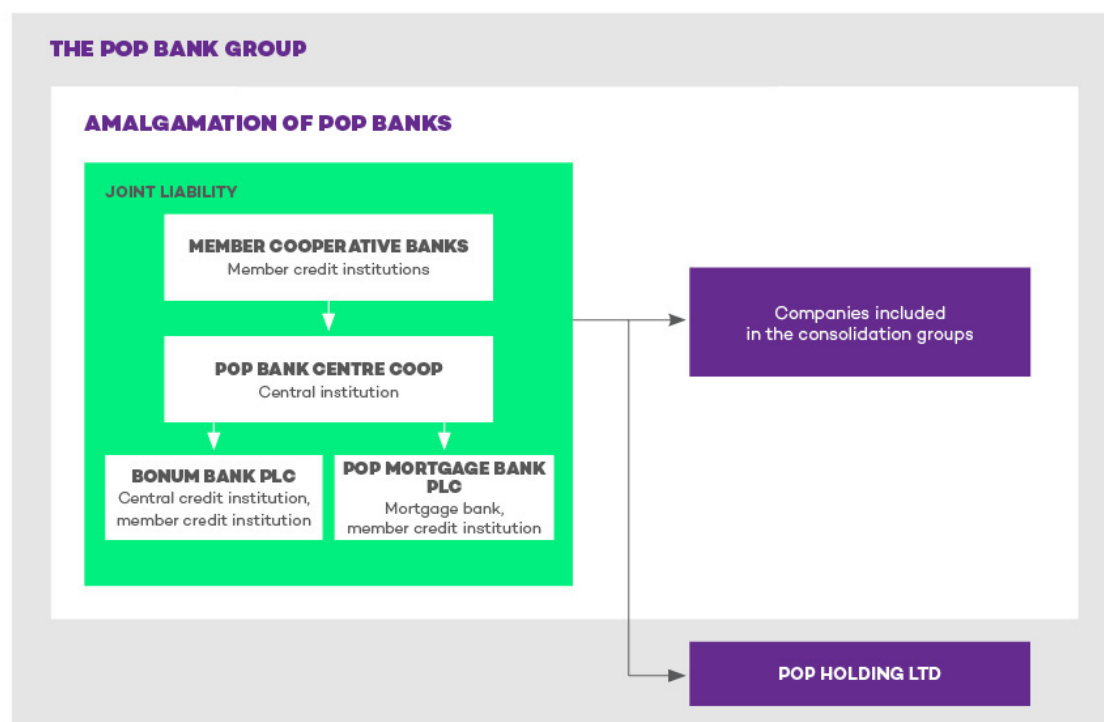 THE POP BANK GROUP
AMALGAMATION OF POP BANKS
JOINT LIABILITY
MEMBER COOPERATIVE BANKS
Member credit institutions
POP BANK CENTRE COOP
Central institution
BONUM BANK PLC
Central credit institution,
member credit institution
POP MORTGAGE BANK
PLC
Mortgage bank,
member credit institution
Companies included
in the consolidation groups
POP HOLDING LTD